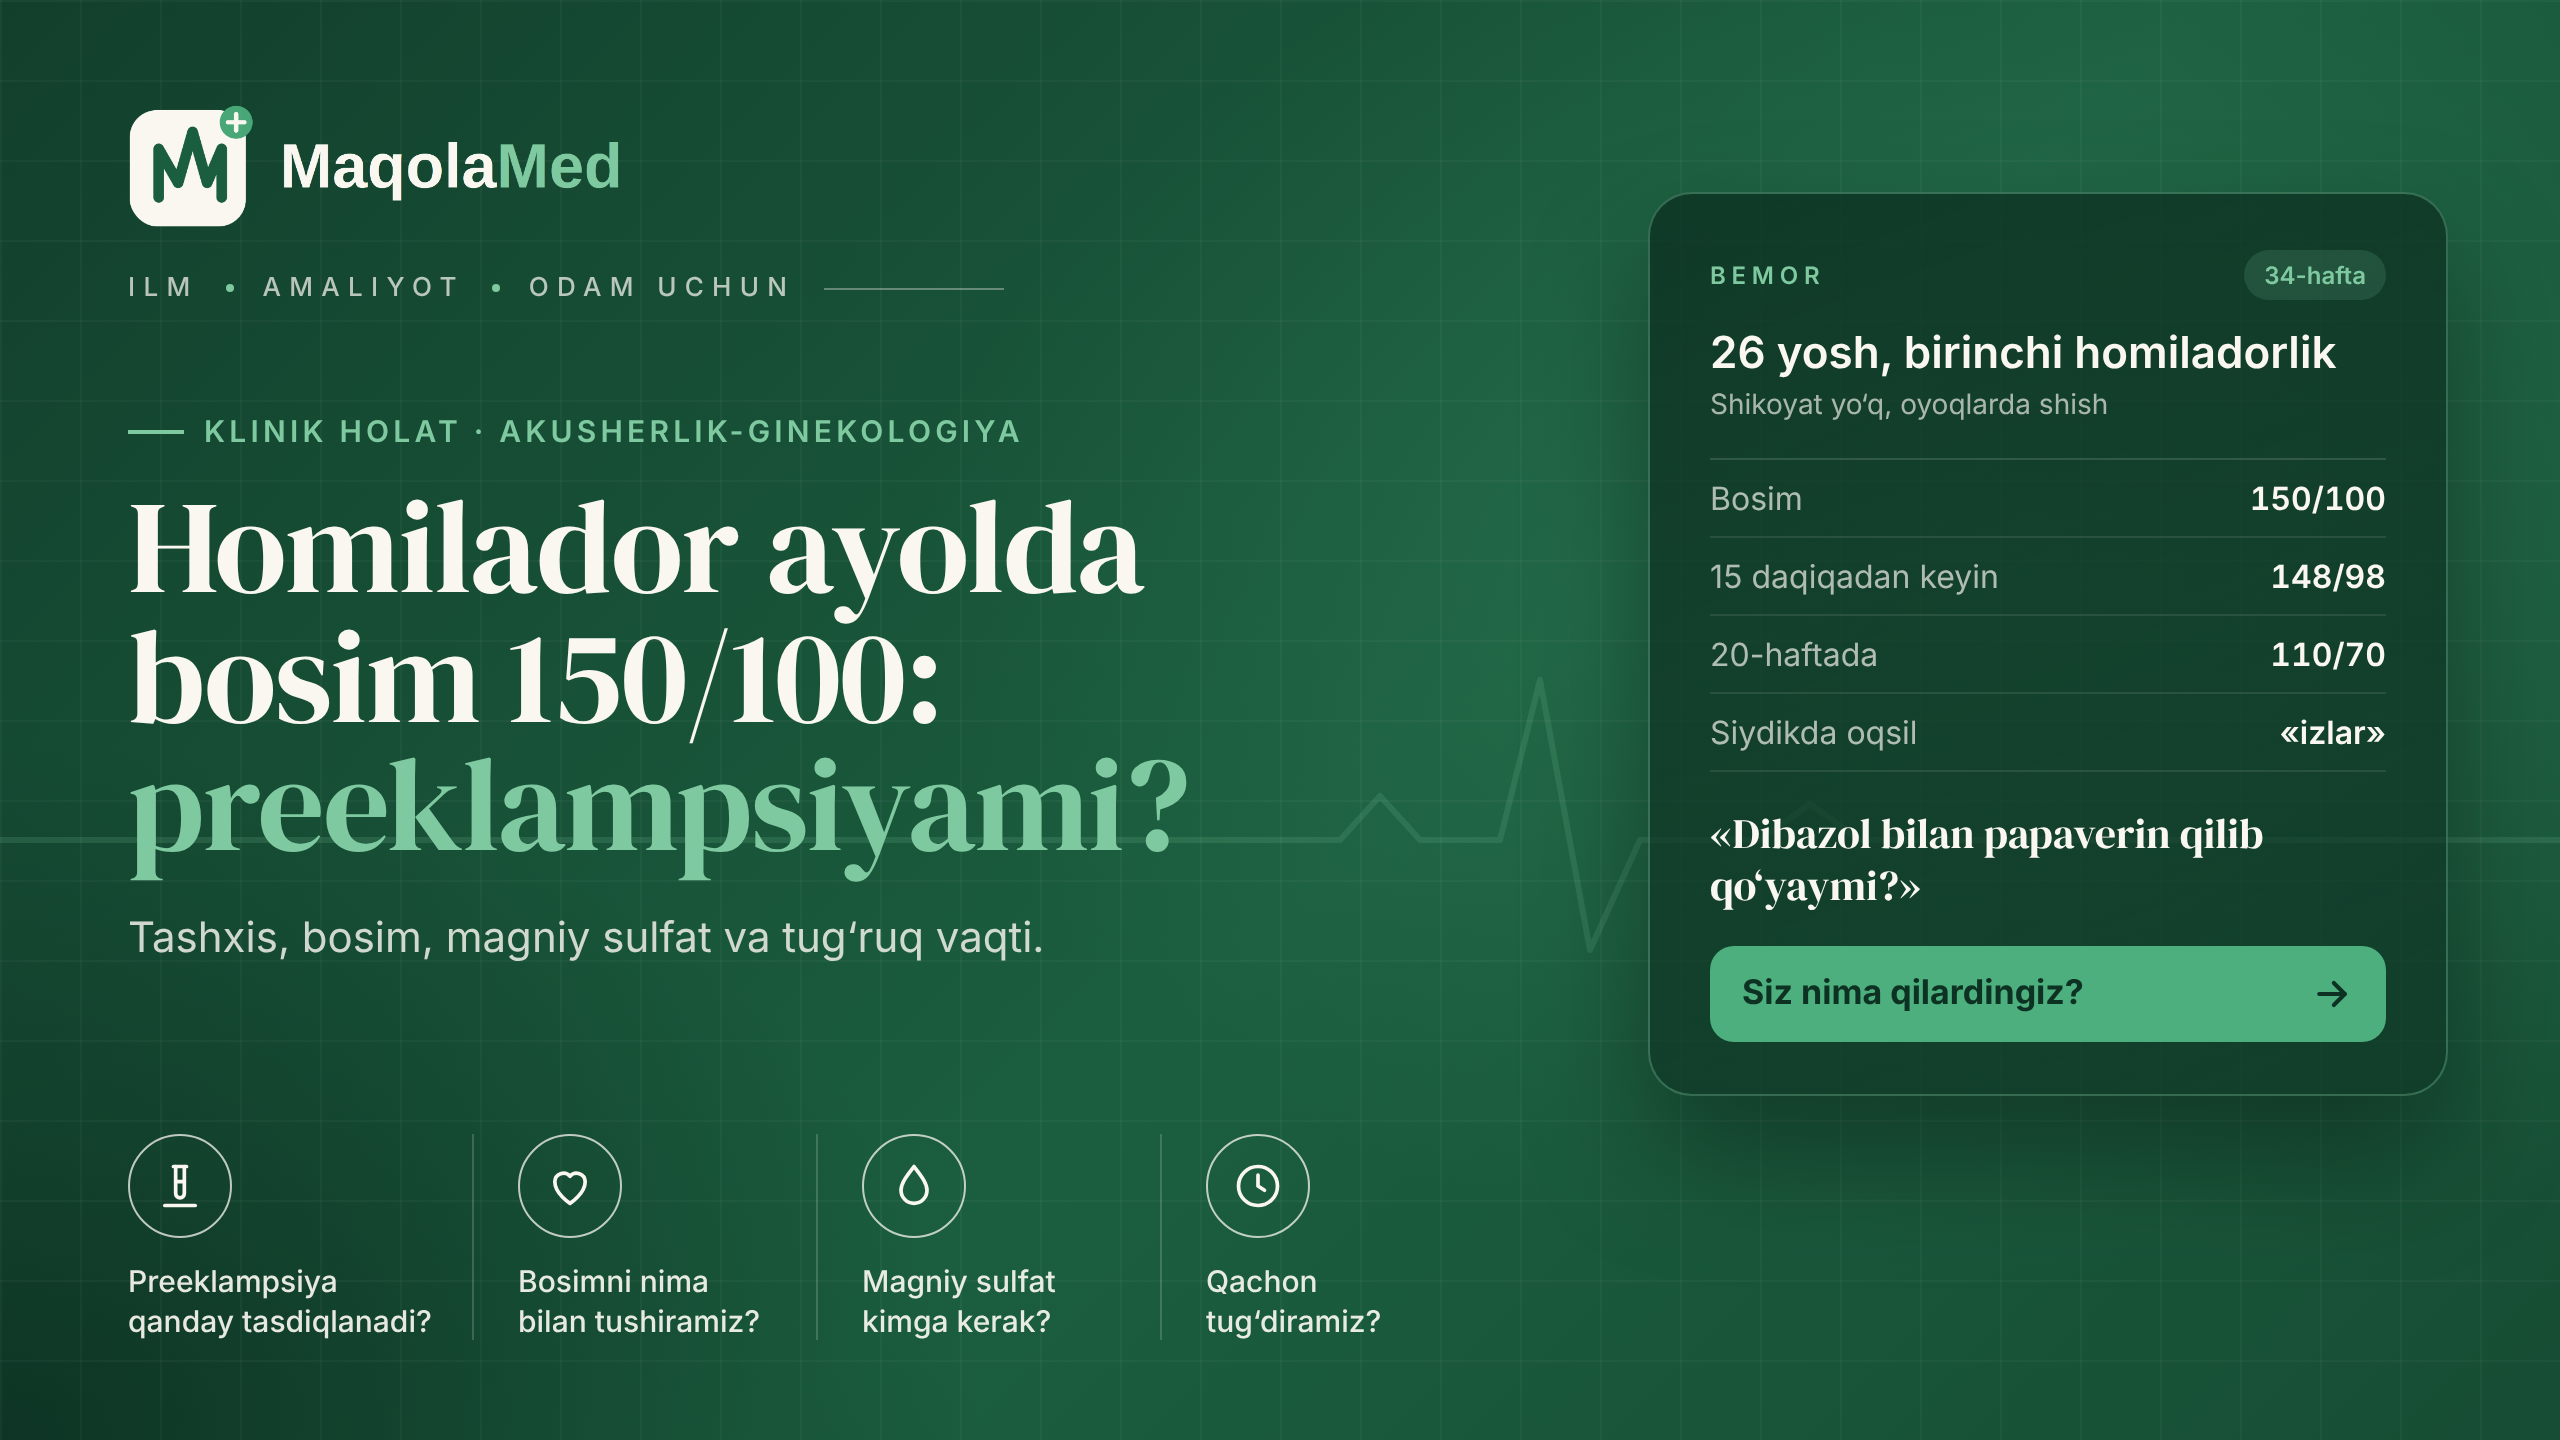 MaqolaMed
ILM • AMALIYOT • ODAM UCHUN
KLINIK HOLAT · AKUSHERLIK-GINEKOLOGIYA
Homilador ayolda
bosim 150/100:
preeklampsiyami?
Tashxis, bosim, magniy sulfat va tug‘ruq vaqti.
Preeklampsiya
qanday tasdiqlanadi?
Bosimni nima
bilan tushiramiz?
Magniy sulfat
kimga kerak?
Qachon
tug‘diramiz?
BEMOR
34-hafta
26 yosh, birinchi homiladorlik
Shikoyat yo‘q, oyoqlarda shish
Bosim 150/100
15 daqiqadan keyin 148/98
20-haftada 110/70
Siydikda oqsil «izlar»
«Dibazol bilan papaverin qilib
qo‘yaymi?»
Siz nima qilardingiz? →